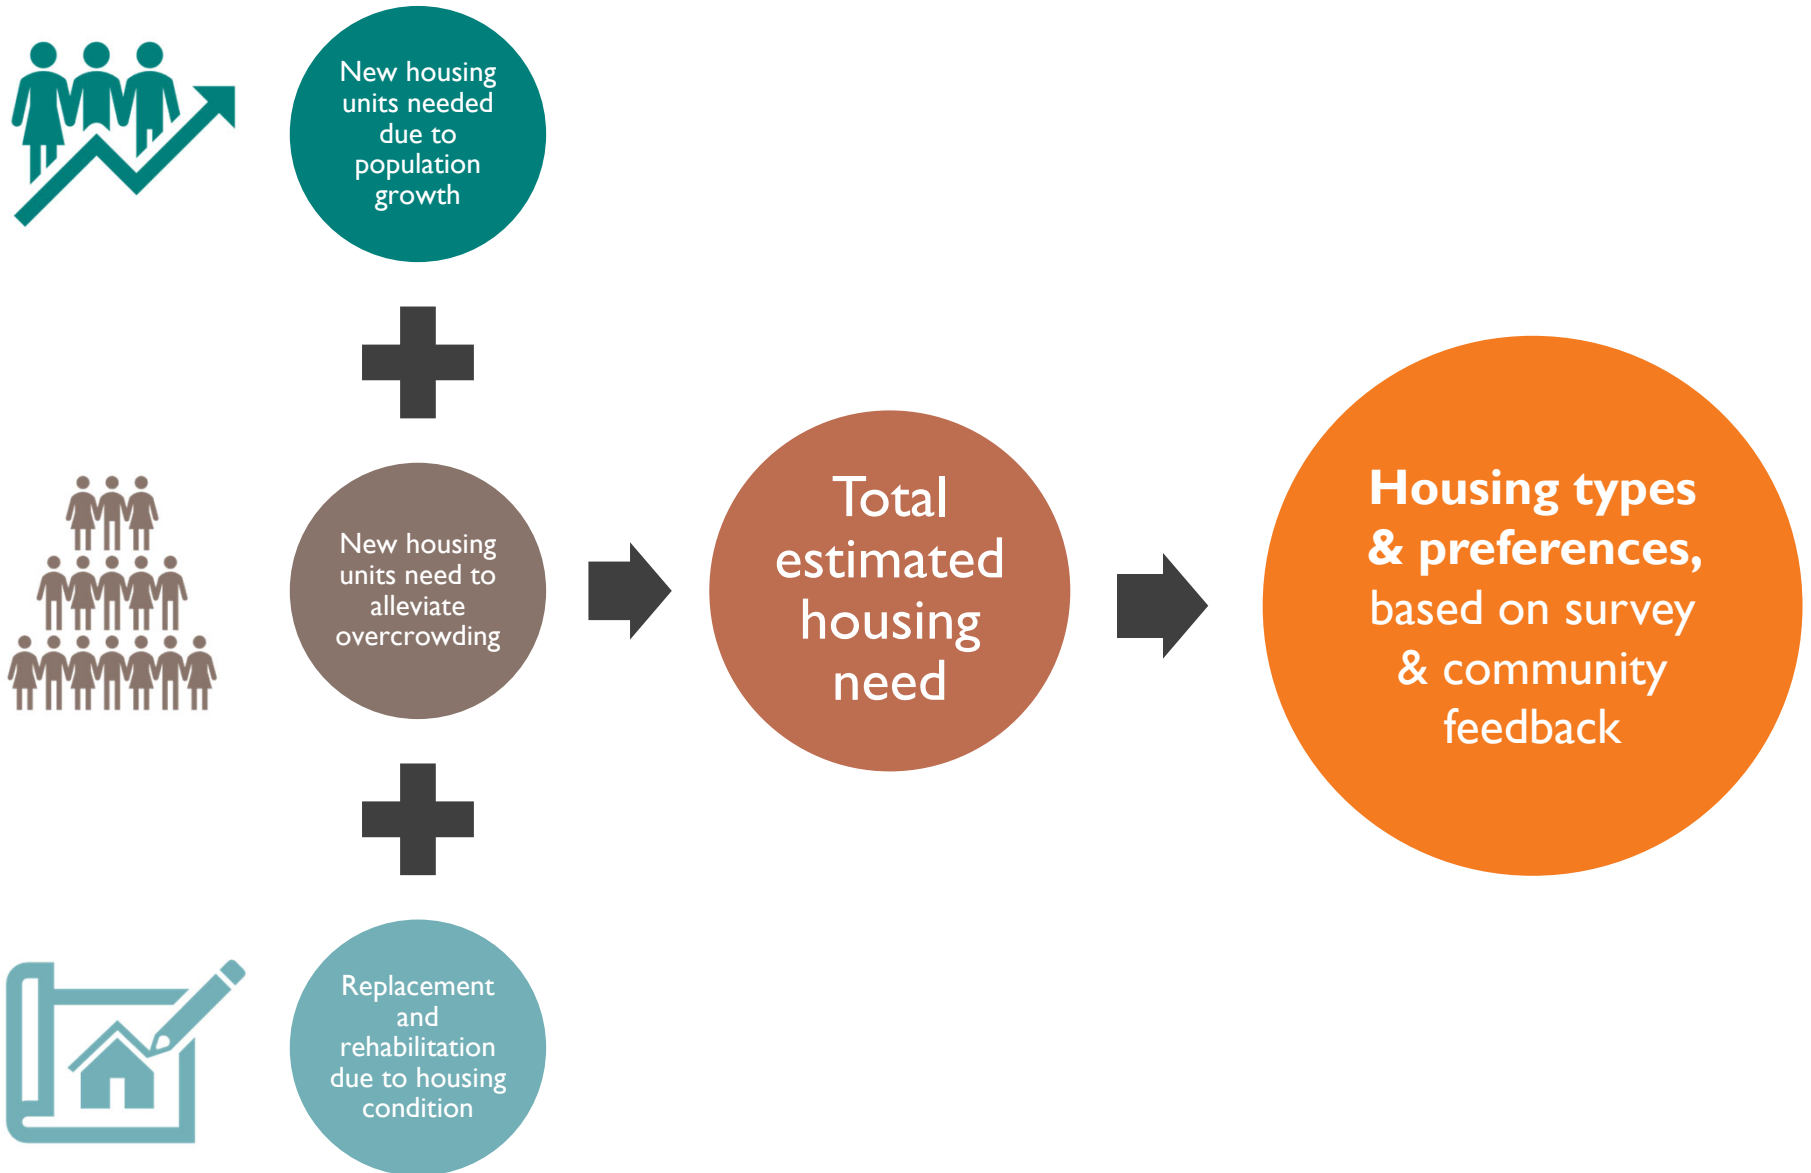 New housing
units needed
due to
population
growth
New housing
units need to
alleviate
overcrowding
Replacement
and
rehabilitation
due to housing
condition
Total
estimated
housing
need
Housing types
& preferences,
based on survey
& community
feedback